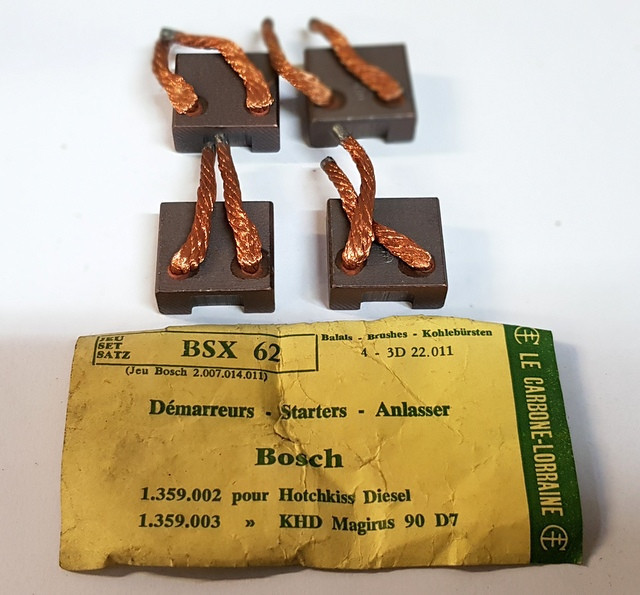 JEU
SET
SATZ
BSX 62
(Jeu Bosch 2.007.014.011)
Balais - Brushes - Kohlebürsten
4 - 3D 22.011
Démarreurs - Starters - Anlasser
Bosch
1.359.002 pour Hotchkiss Diesel
1.359.003 » KHD Magirus 90 D7
LE CARBONE-LORRAINE